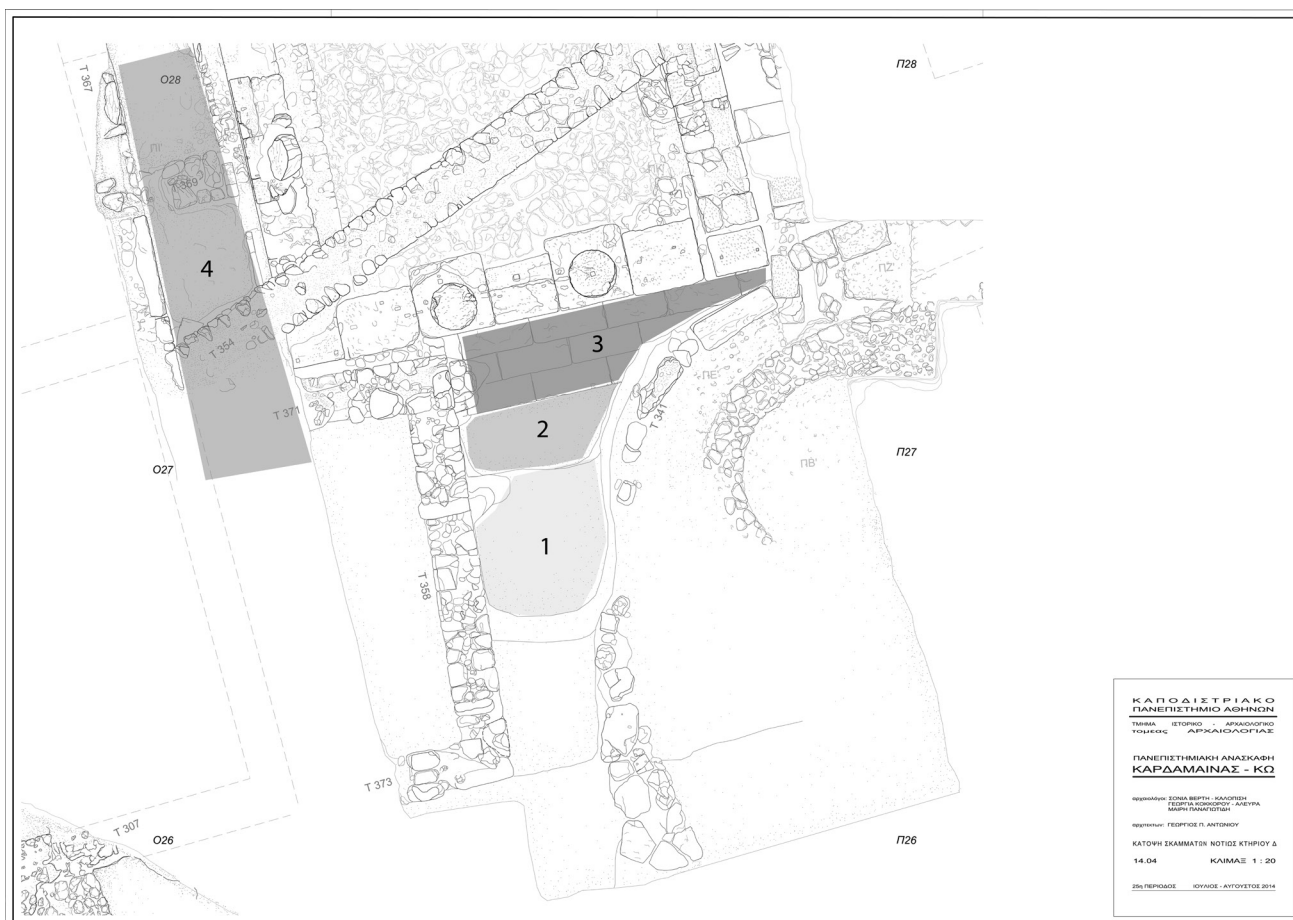 Π28
Ο28
Τ 367
ΠΙ'
4
ΠΖ'
Τ 354
3
ΠΕ'
Τ 371
Τ 341
2
Ο27
Π27
ΠΒ'
1
Τ 358
Τ 373
Τ 307
Ο26
Π26
ΚΑΠΟΔΙΣΤΡΙΑΚΟ
ΠΑΝΕΠΙΣΤΗΜΙΟ ΑΘΗΝΩΝ
ΤΜΗΜΑ ΙΣΤΟΡΙΚΟ - ΑΡΧΑΙΟΛΟΓΙΚΟ
τομεας ΑΡΧΑΙΟΛΟΓΙΑΣ
ΠΑΝΕΠΙΣΤΗΜΙΑΚΗ ΑΝΑΣΚΑΦΗ
ΚΑΡΔΑΜΑΙΝΑΣ - ΚΩ
αρχαιολόγοι: ΣΟΝΙΑ ΒΕΡΤΗ - ΚΑΛΟΠΙΣΗ
ΓΕΩΡΓΙΑ ΚΟΚΚΟΡΟΥ - ΑΛΕΥΡΑ
ΜΑΙΡΗ ΠΑΝΑΓΙΩΤΙΔΗ
αρχιτεκτων: ΓΕΩΡΓΙΟΣ Π. ΑΝΤΩΝΙΟΥ
ΚΑΤΟΨΗ ΣΚΑΜΜΑΤΩΝ ΝΟΤΙΩΣ ΚΤΗΡΙΟΥ Δ
14.04 ΚΛΙΜΑΞ 1 : 20
25η ΠΕΡΙΟΔΟΣ ΙΟΥΛΙΟΣ - ΑΥΓΟΥΣΤΟΣ 2014